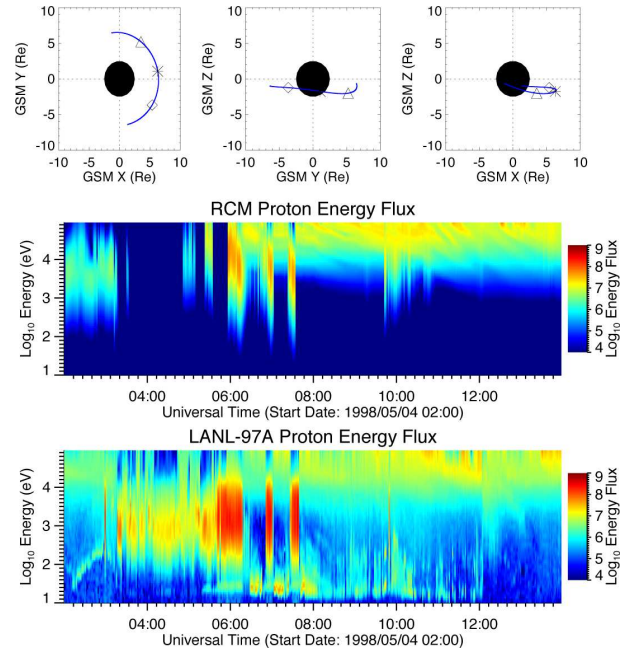 10
5
0
-5
-10
GSM Y (Re)
-10 -5 0 5 10
GSM X (Re)
10
5
0
-5
-10
GSM Z (Re)
-10 -5 0 5 10
GSM Y (Re)
10
5
0
-5
-10
GSM Z (Re)
-10 -5 0 5 10
GSM X (Re)
RCM Proton Energy Flux
Log10 Energy (eV)
4
3
2
1
04:00 06:00 08:00 10:00 12:00
Universal Time (Start Date: 1998/05/04 02:00)
9
8
7
6
5
4
Log10 Energy Flux
LANL-97A Proton Energy Flux
Log10 Energy (eV)
4
3
2
1
04:00 06:00 08:00 10:00 12:00
Universal Time (Start Date: 1998/05/04 02:00)
9
8
7
6
5
4
Log10 Energy Flux